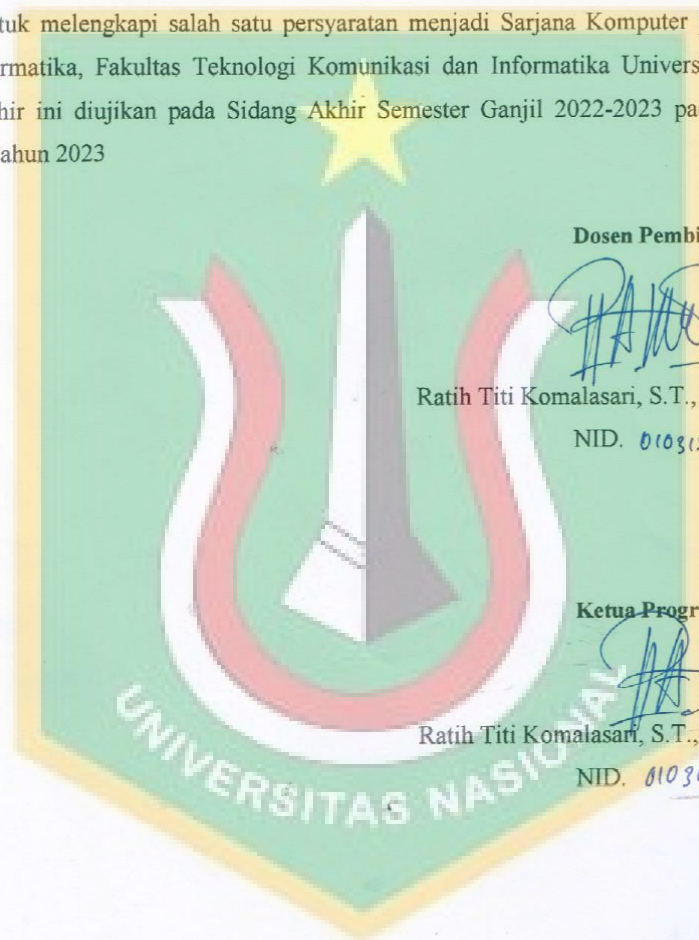 tuk melengkapi salah satu persyaratan menjadi Sarjana Komputer
rmatika, Fakultas Teknologi Komunikasi dan Informatika Univers
hir ini diujikan pada Sidang Akhir Semester Ganjil 2022-2023 pa
ahun 2023
Dosen Pembi
Ratih Titi Komalasari, S.T.,
NID. 01031
Ketua Progr
Ratih Titi Komalasari, S.T.,
NID. 0103
UNIVERSITAS NASIONAL